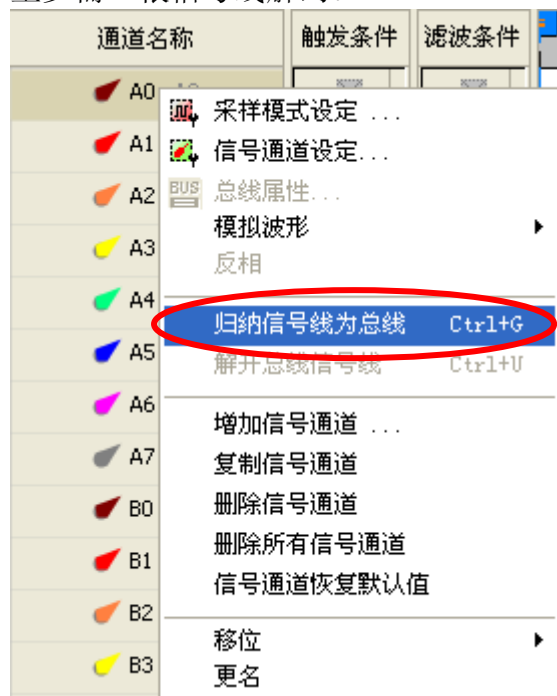 通道名称 触发条件 滤波条件
A0
采样模式设定 ...
A1
信号通道设定...
A2
BUS 总线属性...
模拟波形
A3
反相
A4
归纳信号线为总线 Ctrl+G
A5
解开总线信号线 Ctrl+U
A6
增加信号通道 ...
A7
复制信号通道
B0
删除信号通道
删除所有信号通道
B1
信号通道恢复默认值
B2
移位
B3
更名